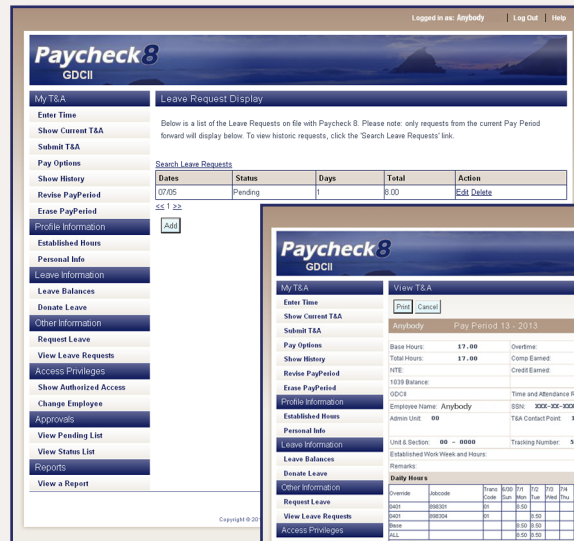 Logged in as: Anybody | Log Out | Help
Paycheck8
GDCII
My T&A
Enter Time
Show Current T&A
Submit T&A
Pay Options
Show History
Revise PayPeriod
Erase PayPeriod
Profile Information
Established Hours
Personal Info
Leave Information
Leave Balances
Donate Leave
Other Information
Request Leave
View Leave Requests
Access Privileges
Show Authorized Access
Change Employee
Approvals
View Pending List
View Status List
Reports
View a Report
Leave Request Display
Below is a list of the Leave Requests on file with Paycheck 8. Please note: only requests from the current Pay Period
forward will display below. To view historic requests, click the 'Search Leave Requests' link.
Search Leave Requests
Dates Status Days Total Action
07/05 Pending 1 8.00 Edit Delete
<< 1 >>
Add
Copyright © 20
Paycheck8
GDCII
My T&A
Enter Time
Show Current T&A
Submit T&A
Pay Options
Show History
Revise PayPeriod
Erase PayPeriod
Profile Information
Established Hours
Personal Info
Leave Information
Leave Balances
Donate Leave
Other Information
Request Leave
View Leave Requests
Access Privileges
View T&A
Print Cancel
Anybody Pay Period 13 - 2013
Base Hours: 17.00 Overtime:
Total Hours: 17.00 Comp Earned:
NTE: Credit Earned:
1039 Balance:
GDCII Time and Attendance R
Employee Name: Anybody SSN: XXX-XX-XXX
Admin Unit: 00 T&A Contact Point:
Unit & Section: 00 - 0000 Tracking Number: 5
Established Work Week and Hours:
Remarks:
Daily Hours
Override Jobcode Trans Code 6/30 Sun 7/1 Mon 7/2 Tue 7/3 Wed 7/4 Thu
0401 898301 01 8.50
0401 898304 01 8.50
Base 8.50 8.50
ALL 8.50 8.50